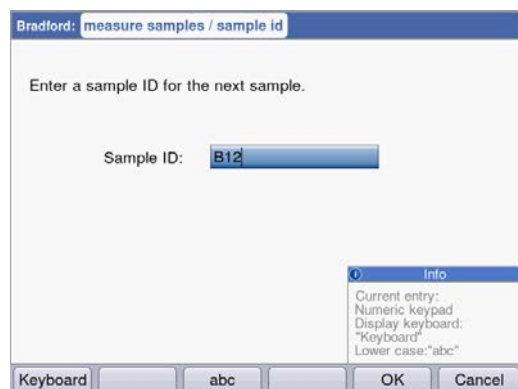 Bradford: measure samples / sample id
Enter a sample ID for the next sample.
Sample ID: B12
Info
Current entry:
Numeric keypad
Display keyboard:
"Keyboard"
Lower case:"abc"
Keyboard abc OK Cancel